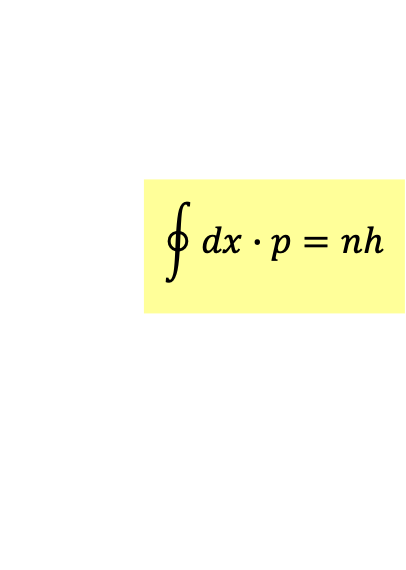 ∮ dx · p = nh